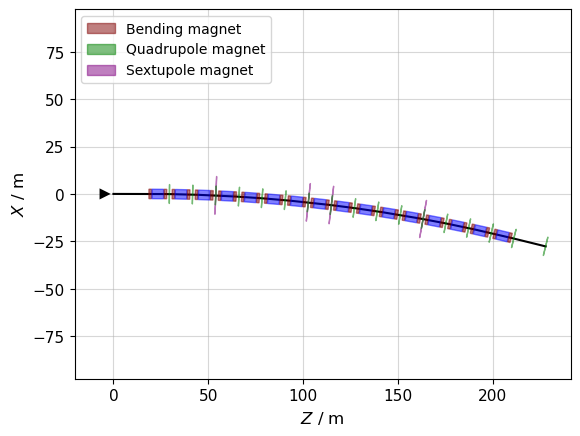 Bending magnet
Quadrupole magnet
Sextupole magnet
75
50
25
0
−25
−50
−75
X / m
0
50
100
150
200
Z / m